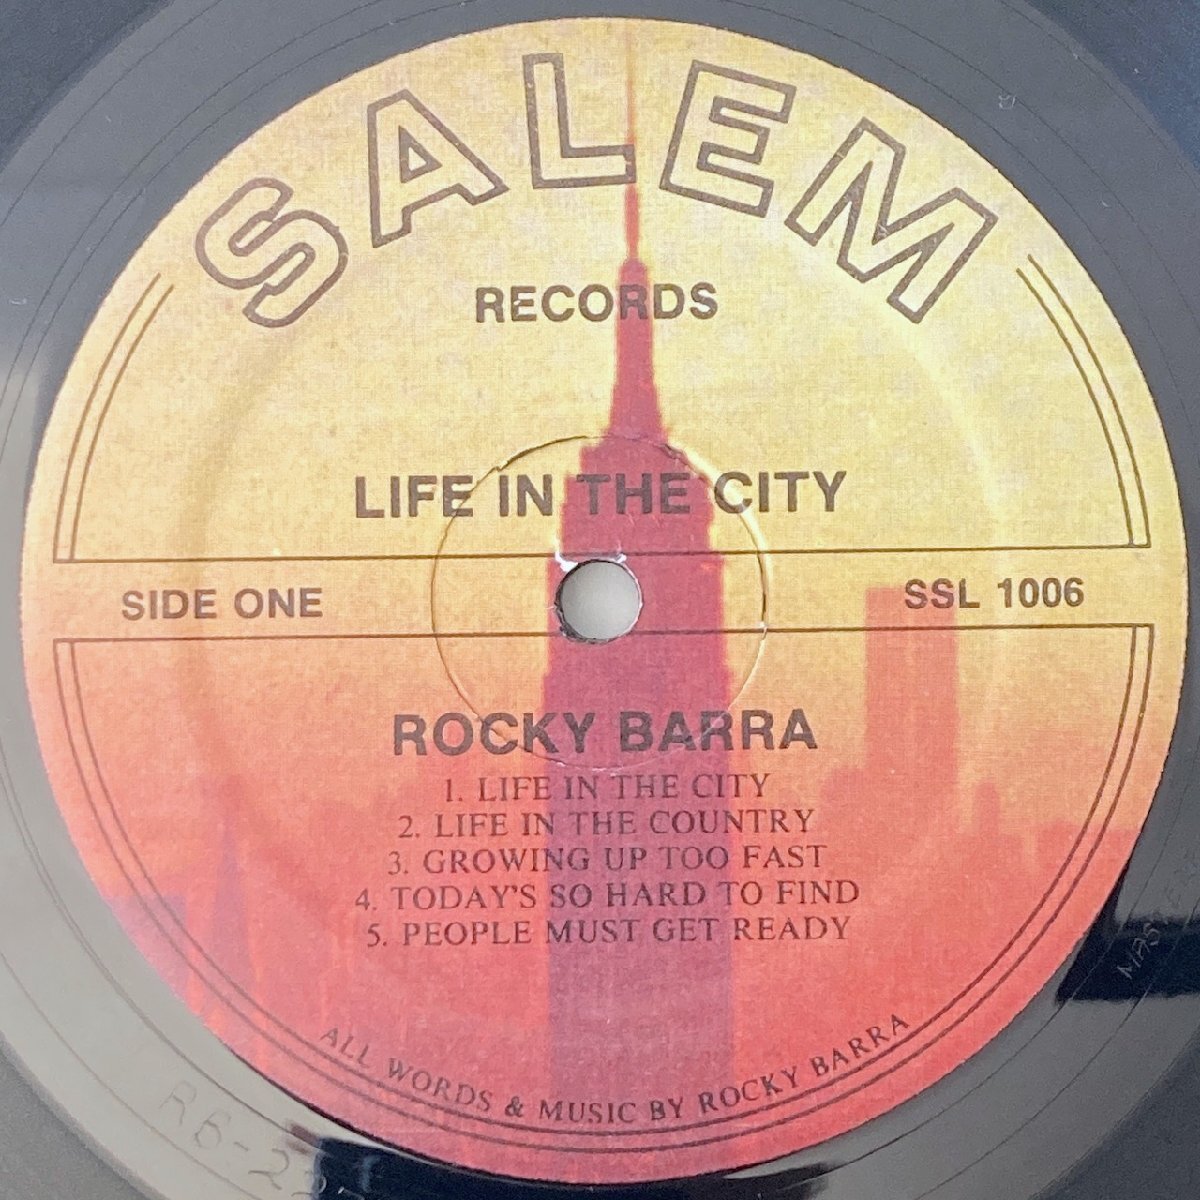 SALEM
RECORDS
LIFE IN THE CITY
SIDE ONE
SSL 1006
ROCKY BARRA
1. LIFE IN THE CITY
2. LIFE IN THE COUNTRY
3. GROWING UP TOO FAST
4. TODAY'S SO HARD TO FIND
5. PEOPLE MUST GET READY
ALL WORDS & MUSIC BY ROCKY BARRA